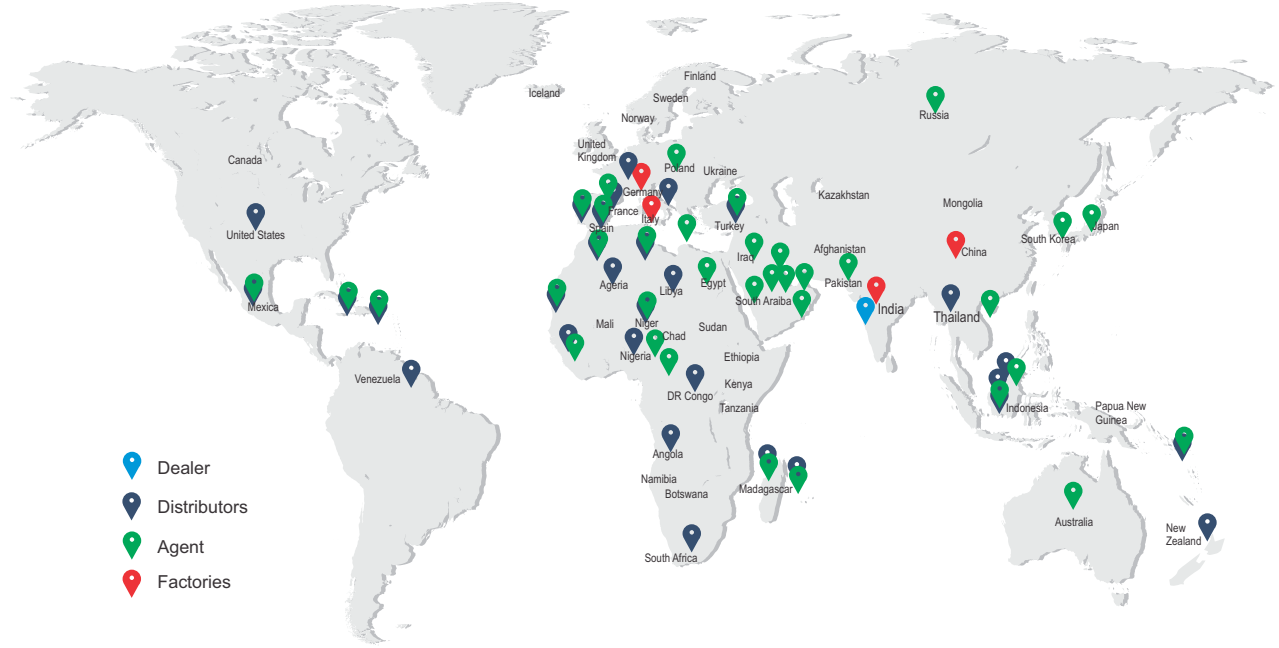 Finland
Iceland
Sweden
Norway
Russia
United
Kingdom
Canada
Poland
Ukraine
Germany
Kazakhstan
Mongolia
France
Italy
Spain
Turkey
United States
South Korea
Japan
Iraq
Afghanistan
China
Ageria
Libya
Egypt
Pakistan
South Araiba
Mexica
India
Thailand
Mali
Niger
Chad
Sudan
Nigeria
Ethiopia
Venezuela
Kenya
DR Congo
Tanzania
Indonesia
Papua New
Guinea
Angola
Namibia
Botswana
Madagascar
Australia
New
Zealand
South Africa
Dealer
Distributors
Agent
Factories